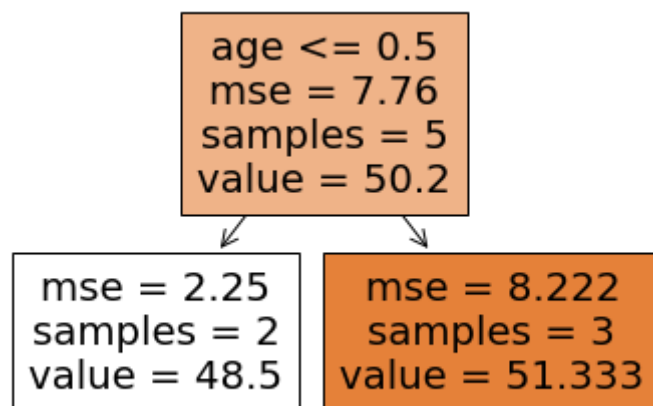 age <= 0.5
mse = 7.76
samples = 5
value = 50.2
mse = 2.25
samples = 2
value = 48.5
mse = 8.222
samples = 3
value = 51.333